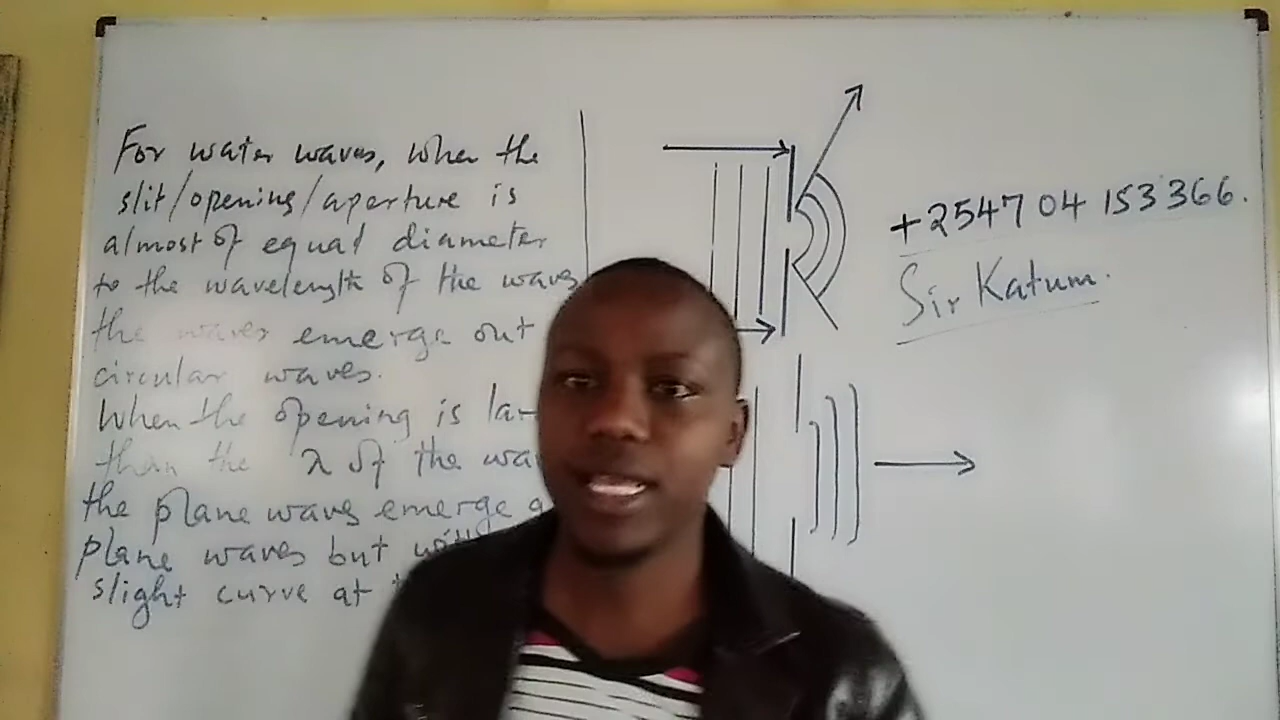 For water waves, when the
slit/opening/aperture is
almost of equal diameter
to the wavelength of the waves
the waves emerge out
circular waves.
When the opening is
than the λ of the
the plane waves emerge
plane waves but
slight curve at
+254704 153366.
Sir Katum.